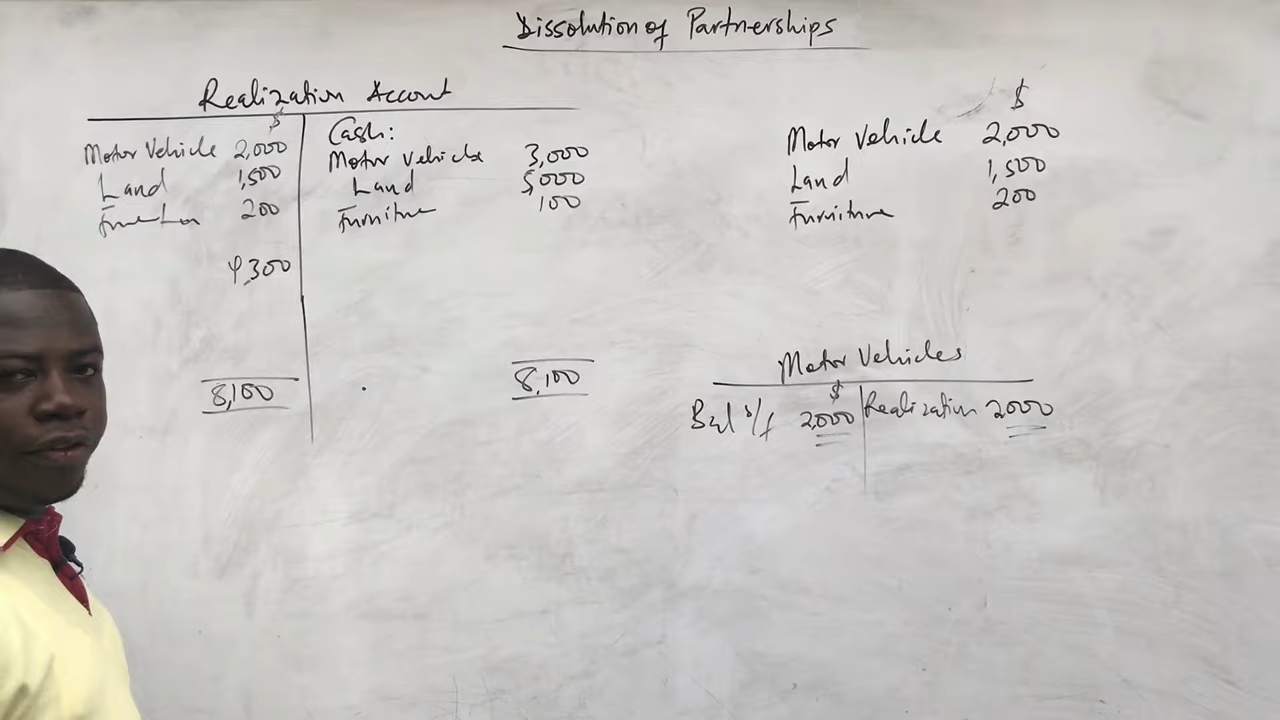 Dissolution of Partnerships
Realization Account
$
Motor Vehicle 2,000
Land 1,500
200
4,300
8,100
Cash:
Motor Vehicle 3,000
Land 5,000
Furniture 100
8,100
$
Motor Vehicle 2,000
Land 1,500
Furniture 200
Motor Vehicles
$
Bal b/f 2,000 Realization 2000